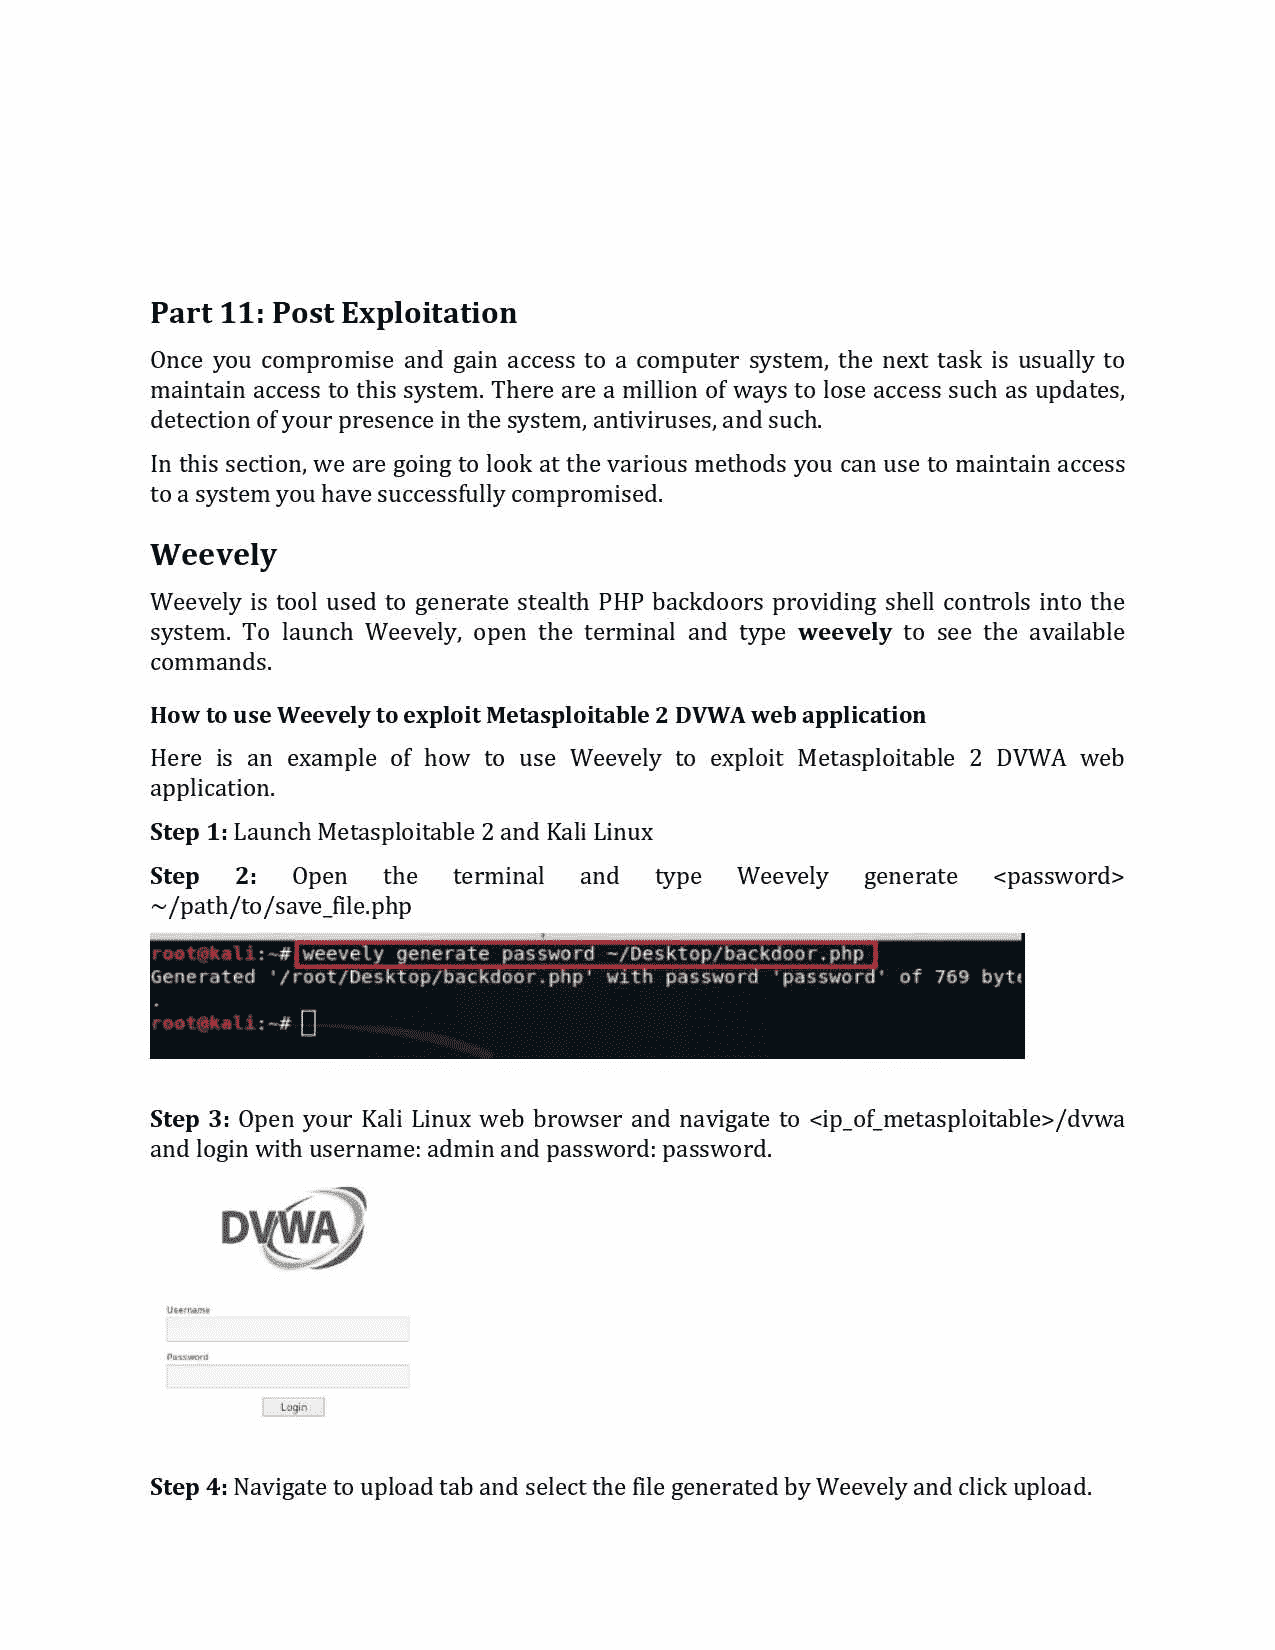 Part 11: Post Exploitation
Once you compromise and gain access to a computer system, the next task is usually to
maintain access to this system. There are a million of ways to lose access such as updates,
detection of your presence in the system, antiviruses, and such.
In this section, we are going to look at the various methods you can use to maintain access
to a system you have successfully compromised.
Weevely
Weevely is tool used to generate stealth PHP backdoors providing shell controls into the
system. To launch Weevely, open the terminal and type weevely to see the available
commands.
How to use Weevely to exploit Metasploitable 2 DVWA web application
Here is an example of how to use Weevely to exploit Metasploitable 2 DVWA web
application.
Step 1: Launch Metasploitable 2 and Kali Linux
Step 2: Open the terminal and type Weevely generate <password>
~/path/to/save_file.php
root@kali:~# weevely generate password ~/Desktop/backdoor.php
Generated '/root/Desktop/backdoor.php' with password 'password' of 769 byte
.
root@kali:~#
Step 3: Open your Kali Linux web browser and navigate to <ip_of_metasploitable>/dvwa
and login with username: admin and password: password.
DVWA
Username
Password
Login
Step 4: Navigate to upload tab and select the file generated by Weevely and click upload.